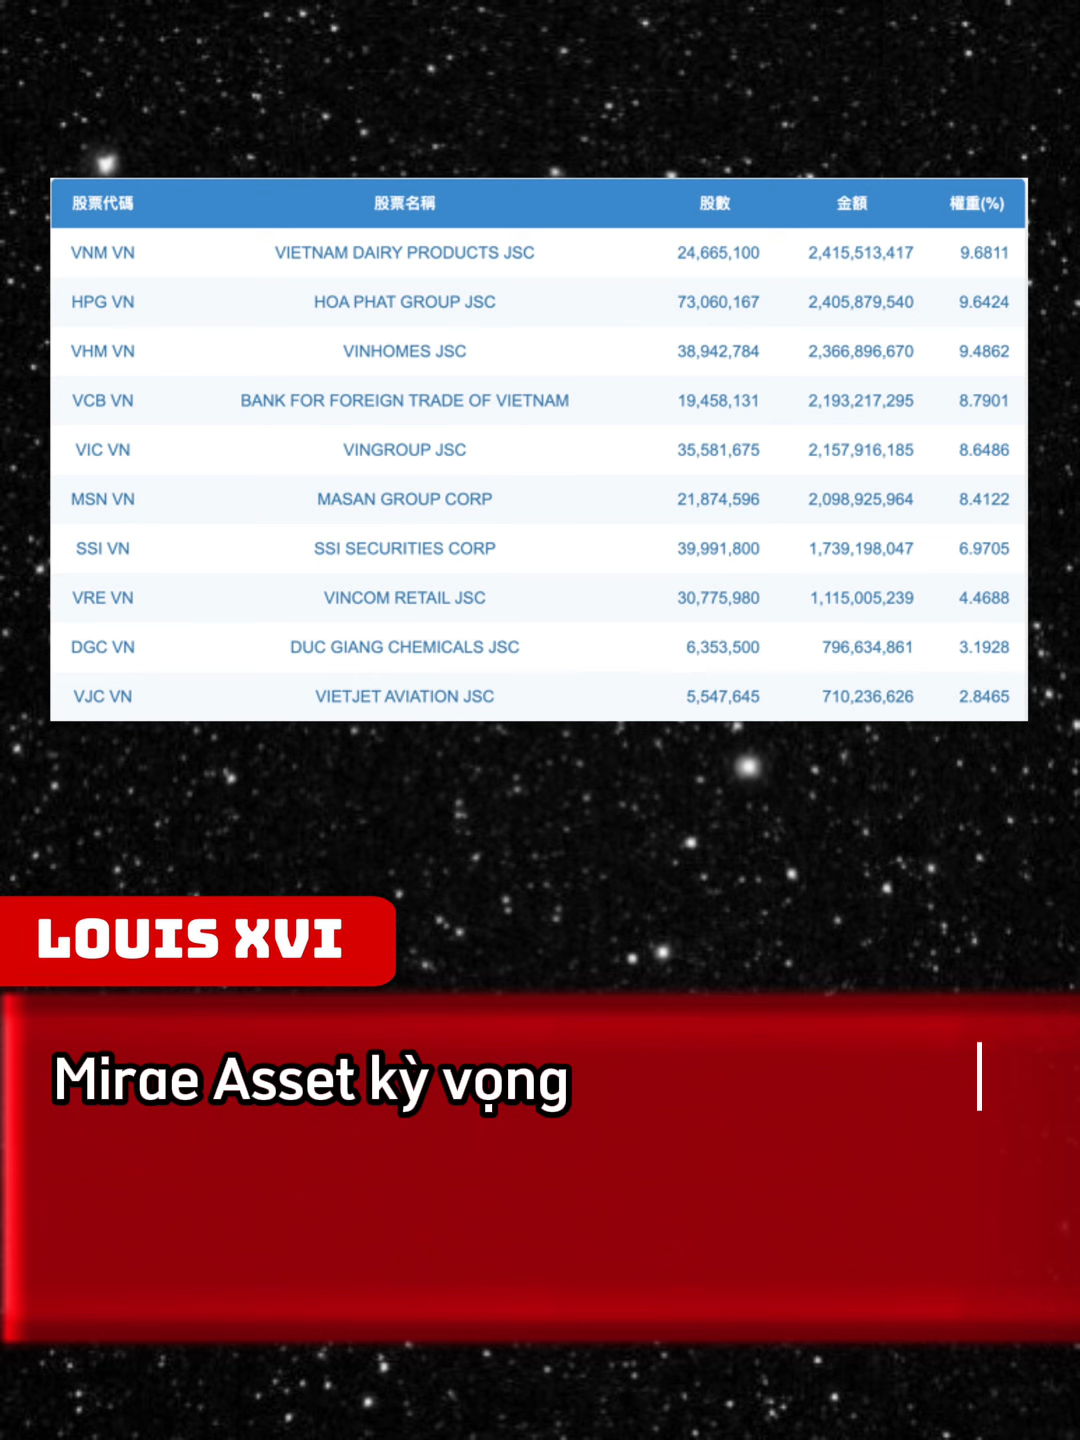 股票代碼 股票名稱 股數 金額 權重(%)
VNM VN VIETNAM DAIRY PRODUCTS JSC 24,665,100 2,415,513,417 9.6811
HPG VN HOA PHAT GROUP JSC 73,060,167 2,405,879,540 9.6424
VHM VN VINHOMES JSC 38,942,784 2,366,896,670 9.4862
VCB VN BANK FOR FOREIGN TRADE OF VIETNAM 19,458,131 2,193,217,295 8.7901
VIC VN VINGROUP JSC 35,581,675 2,157,916,185 8.6486
MSN VN MASAN GROUP CORP 21,874,596 2,098,925,964 8.4122
SSI VN SSI SECURITIES CORP 39,991,800 1,739,198,047 6.9705
VRE VN VINCOM RETAIL JSC 30,775,980 1,115,005,239 4.4688
DGC VN DUC GIANG CHEMICALS JSC 6,353,500 796,634,861 3.1928
VJC VN VIETJET AVIATION JSC 5,547,645 710,236,626 2.8465
LOUIS XVI
Mirae Asset kỳ vọng